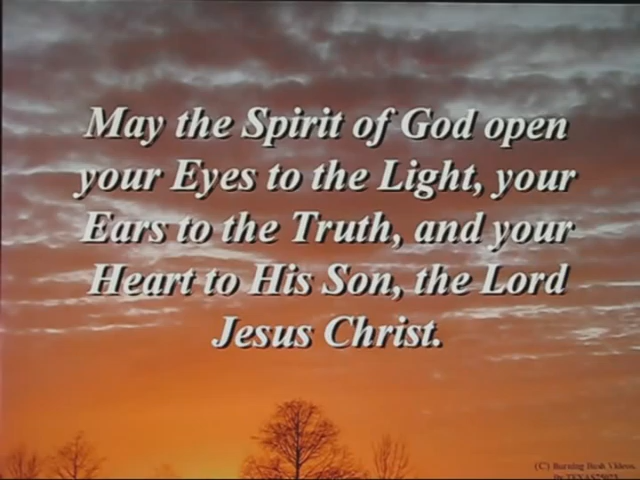 May the Spirit of God open
your Eyes to the Light, your
Ears to the Truth, and your
Heart to His Son, the Lord
Jesus Christ.
(C) Burning Bush Videos.